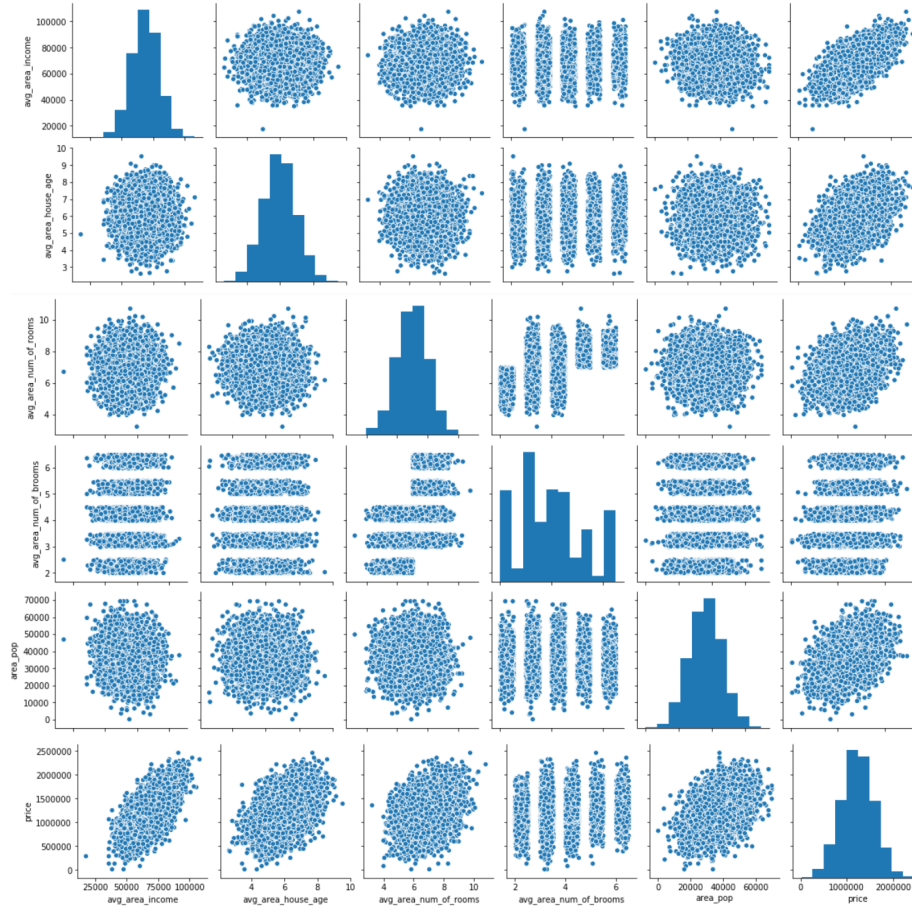 100000
80000
60000
40000
20000
avg_area_income
10
9
8
7
6
5
4
3
avg_area_house_age
10
8
6
4
avg_area_num_of_rooms
6
5
4
3
2
avg_area_num_of_brooms
70000
60000
50000
40000
30000
20000
10000
0
area_pop
2500000
2000000
1500000
1000000
500000
0
price
25000 50000 75000 100000
avg_area_income
4 6 8 10
avg_area_house_age
4 6 8 10
avg_area_num_of_rooms
2 4 6
avg_area_num_of_brooms
0 20000 40000 60000
area_pop
0 1000000 2000000
price